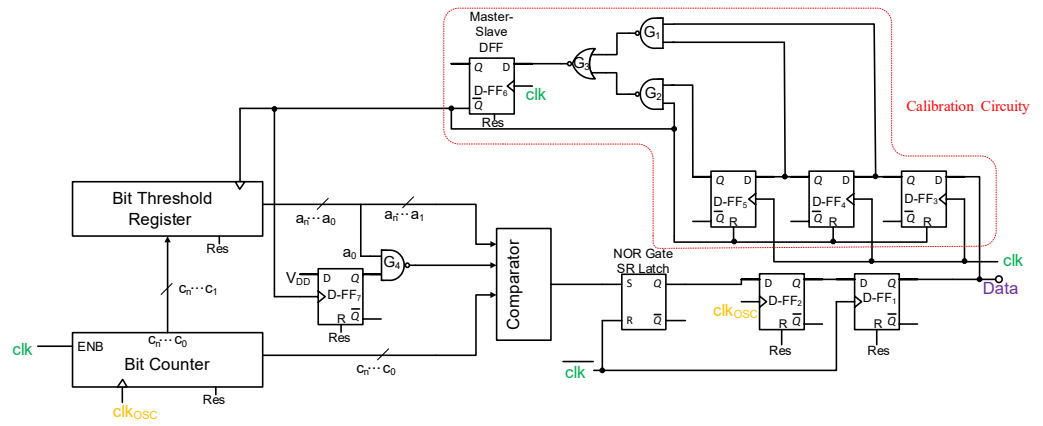 Master-
Slave
DFF
Q D
D-FF6
Q
clk
Res
G1
G3
G2
Calibration Circuity
Q D
D-FF5
Q R
Q D
D-FF4
Q R
Q D
D-FF3
Q R
clk
Data
Bit Threshold
Register
Res
an...a0
an...a1
a0
G4
VDD
D Q
D-FF7
R Q
Res
Comparator
NOR Gate
SR Latch
S Q
R Q
clk
clkOSC
D Q
D-FF2
R Q
Res
D Q
D-FF1
R Q
Res
cn...c1
cn...c0
clk
ENB
Bit Counter
cn...c0
Res
clkOSC